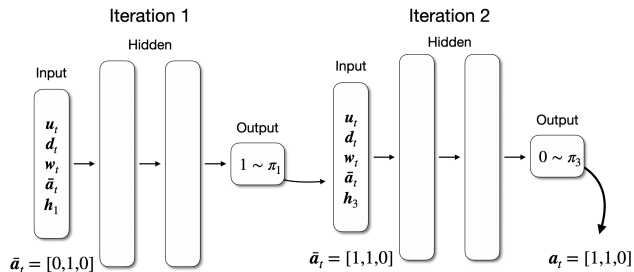 Iteration 1
Hidden
Input
u_t
d_t
w_t
ā_t
h_1
ā_t = [0,1,0]
Output
1 ~ π_1
Iteration 2
Hidden
Input
u_t
d_t
w_t
ā_t
h_3
ā_t = [1,1,0]
Output
0 ~ π_3
a_t = [1,1,0]